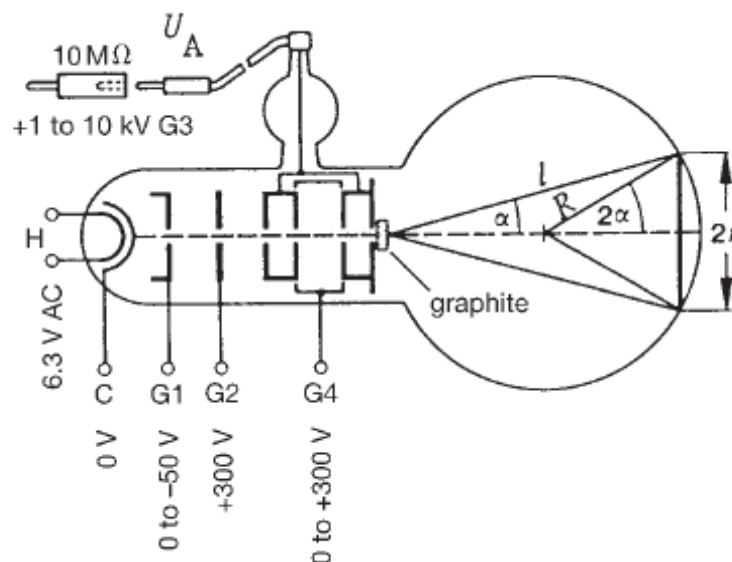 U_A
10 MΩ
+1 to 10 kV G3
l
R
α
2α
H
graphite
6.3 V AC
C
G1
G2
G4
0 V
0 to –50 V
+300 V
0 to +300 V